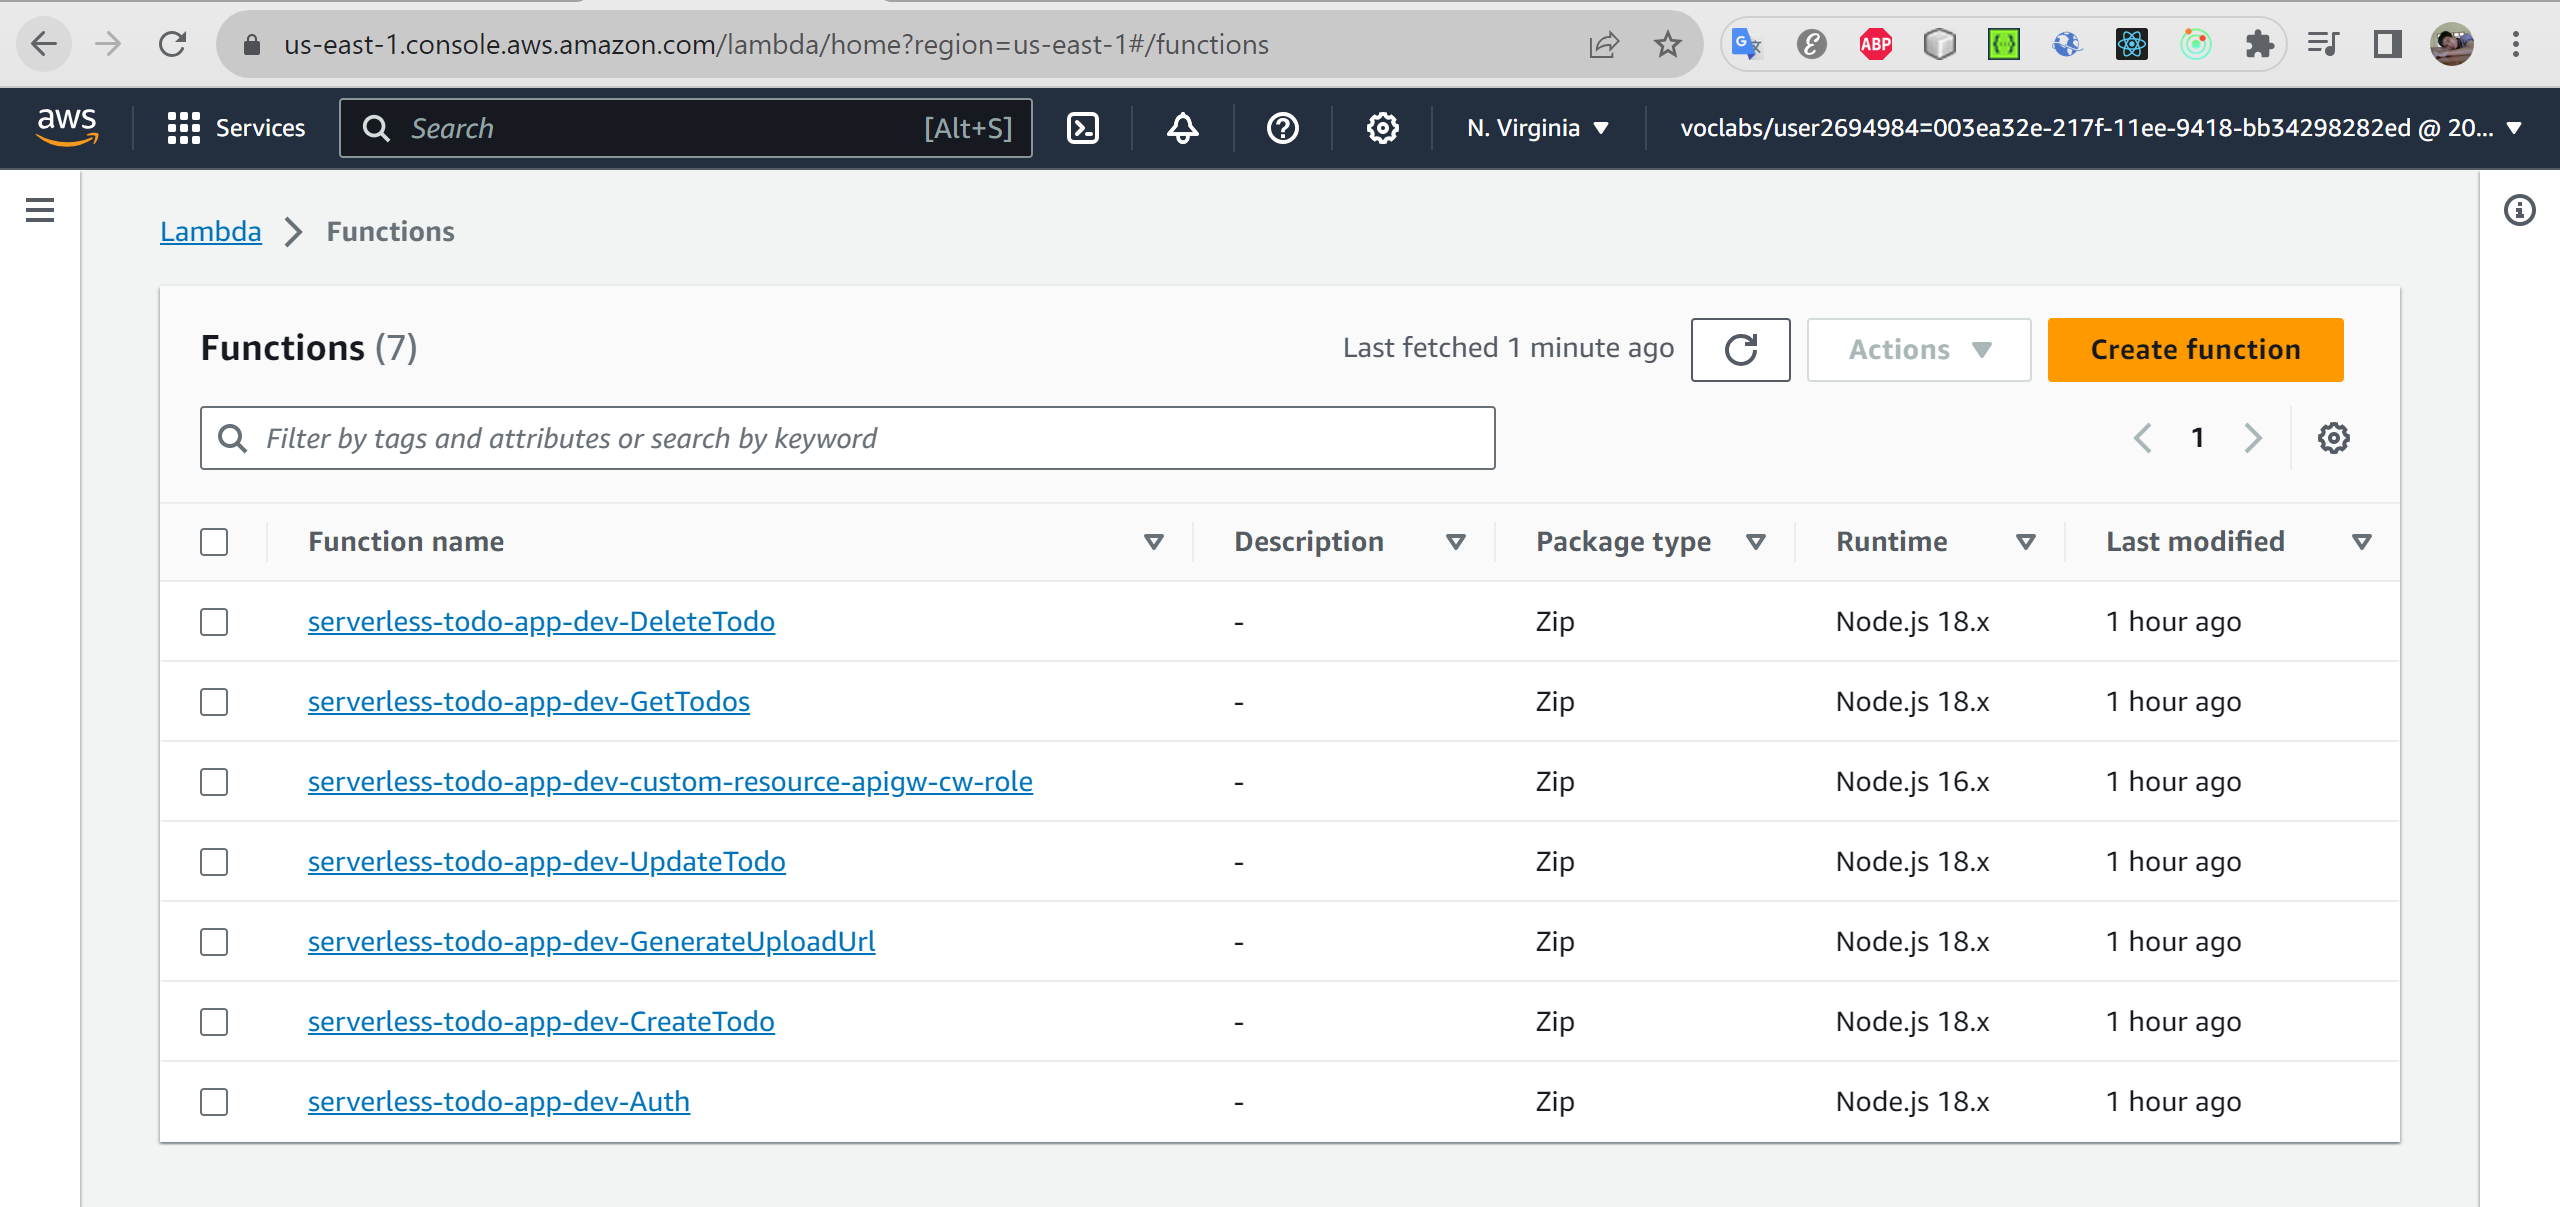 us-east-1.console.aws.amazon.com/lambda/home?region=us-east-1#/functions
ABP
aws Services Search [Alt+S] N. Virginia voclabs/user2694984=003ea32e-217f-11ee-9418-bb34298282ed @ 20...
Lambda Functions
Functions (7) Last fetched 1 minute ago Actions Create function
Filter by tags and attributes or search by keyword 1
Function name Description Package type Runtime Last modified
serverless-todo-app-dev-DeleteTodo - Zip Node.js 18.x 1 hour ago
serverless-todo-app-dev-GetTodos - Zip Node.js 18.x 1 hour ago
serverless-todo-app-dev-custom-resource-apigw-cw-role - Zip Node.js 16.x 1 hour ago
serverless-todo-app-dev-UpdateTodo - Zip Node.js 18.x 1 hour ago
serverless-todo-app-dev-GenerateUploadUrl - Zip Node.js 18.x 1 hour ago
serverless-todo-app-dev-CreateTodo - Zip Node.js 18.x 1 hour ago
serverless-todo-app-dev-Auth - Zip Node.js 18.x 1 hour ago